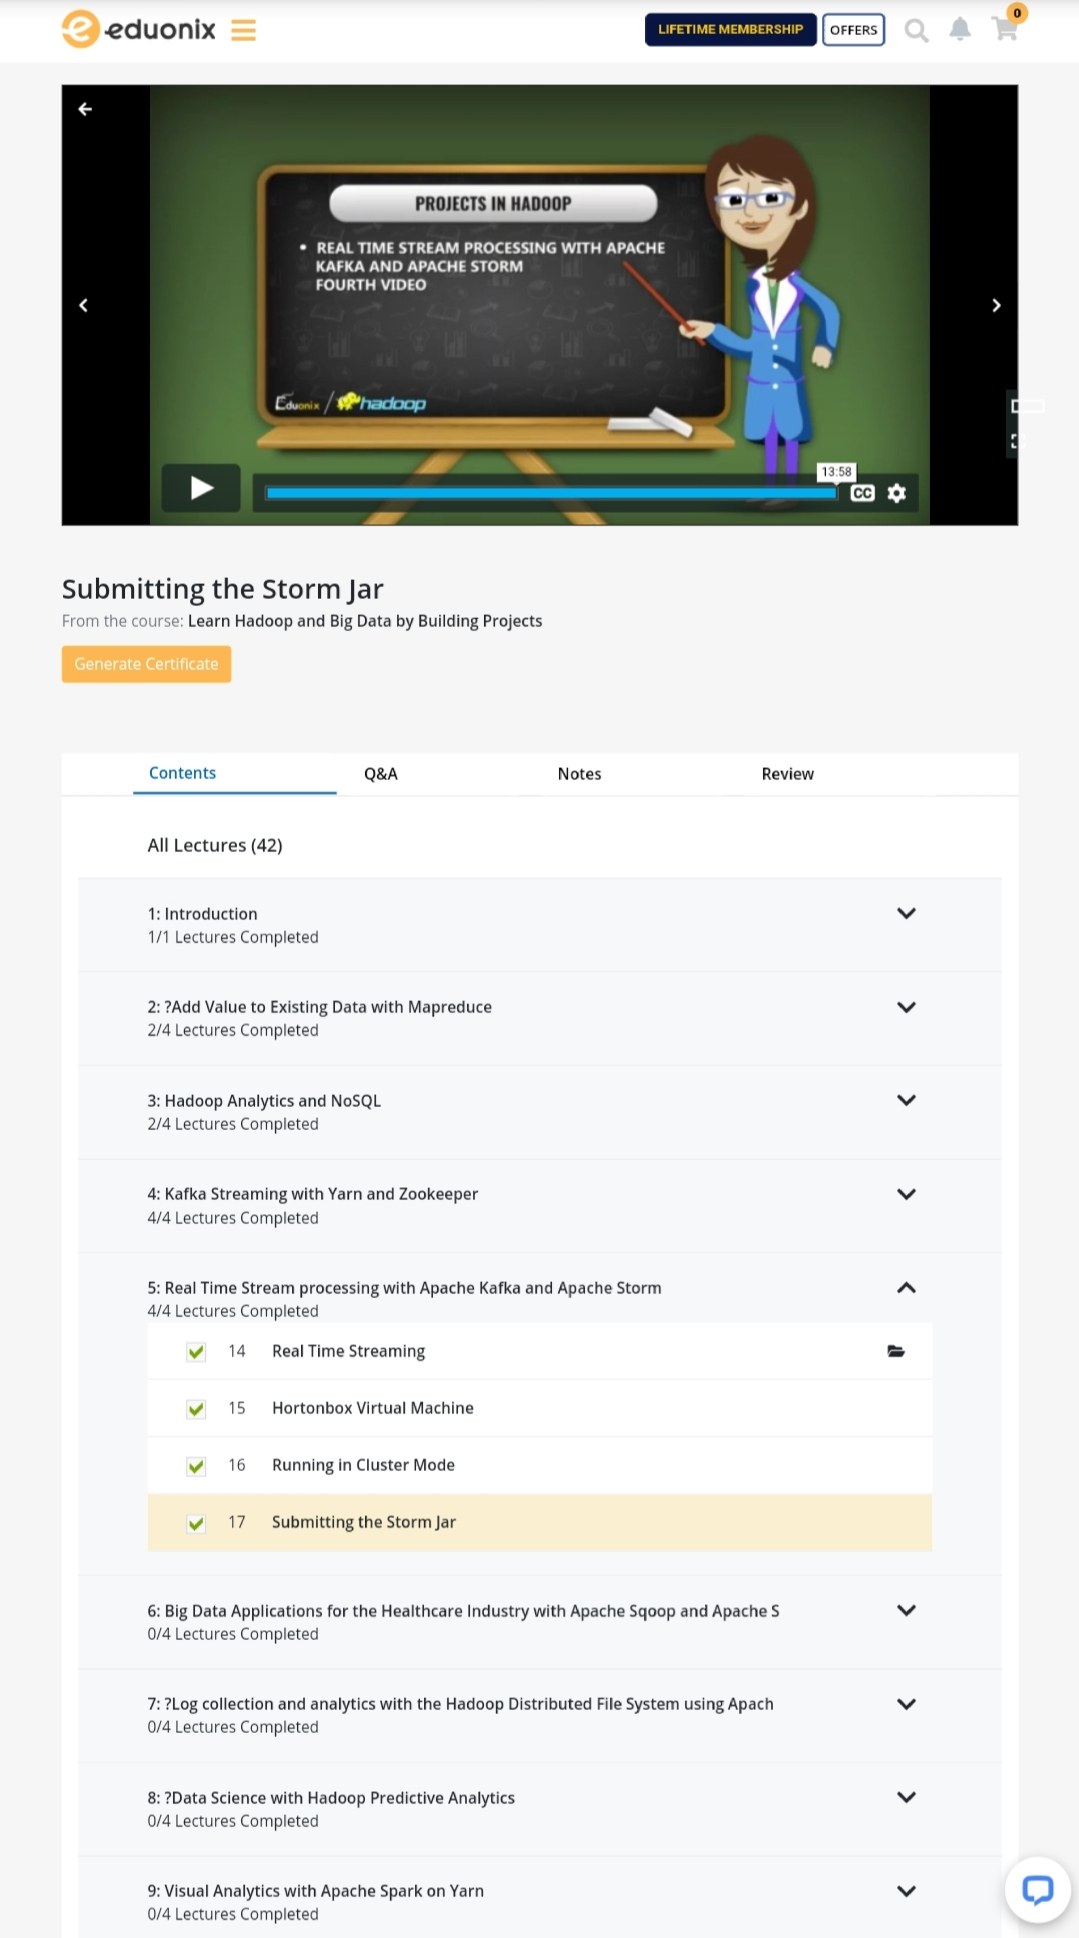 eduonix
LIFETIME MEMBERSHIP
OFFERS
0
PROJECTS IN HADOOP
• REAL TIME STREAM PROCESSING WITH APACHE
KAFKA AND APACHE STORM
FOURTH VIDEO
Eduonix / hadoop
13:58
CC
Submitting the Storm Jar
From the course: Learn Hadoop and Big Data by Building Projects
Generate Certificate
Contents
Q&A
Notes
Review
All Lectures (42)
1: Introduction
1/1 Lectures Completed
2: ?Add Value to Existing Data with Mapreduce
2/4 Lectures Completed
3: Hadoop Analytics and NoSQL
2/4 Lectures Completed
4: Kafka Streaming with Yarn and Zookeeper
4/4 Lectures Completed
5: Real Time Stream processing with Apache Kafka and Apache Storm
4/4 Lectures Completed
14 Real Time Streaming
15 Hortonbox Virtual Machine
16 Running in Cluster Mode
17 Submitting the Storm Jar
6: Big Data Applications for the Healthcare Industry with Apache Sqoop and Apache S
0/4 Lectures Completed
7: ?Log collection and analytics with the Hadoop Distributed File System using Apach
0/4 Lectures Completed
8: ?Data Science with Hadoop Predictive Analytics
0/4 Lectures Completed
9: Visual Analytics with Apache Spark on Yarn
0/4 Lectures Completed